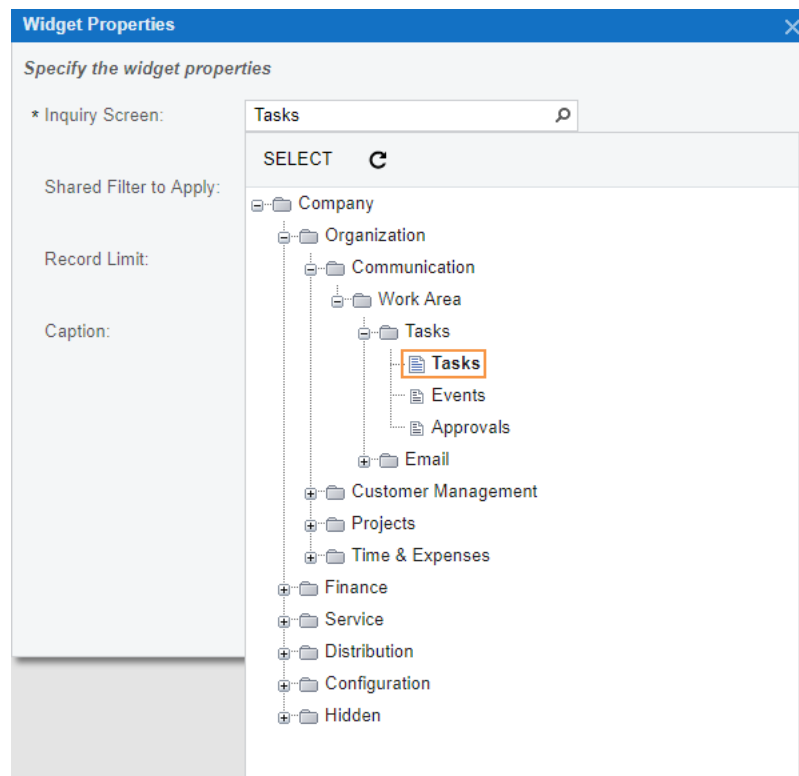 Widget Properties
Specify the widget properties
* Inquiry Screen: Tasks
SELECT
Shared Filter to Apply:
Company
Organization
Record Limit:
Communication
Work Area
Caption:
Tasks
Tasks
Events
Approvals
Email
Customer Management
Projects
Time & Expenses
Finance
Service
Distribution
Configuration
Hidden